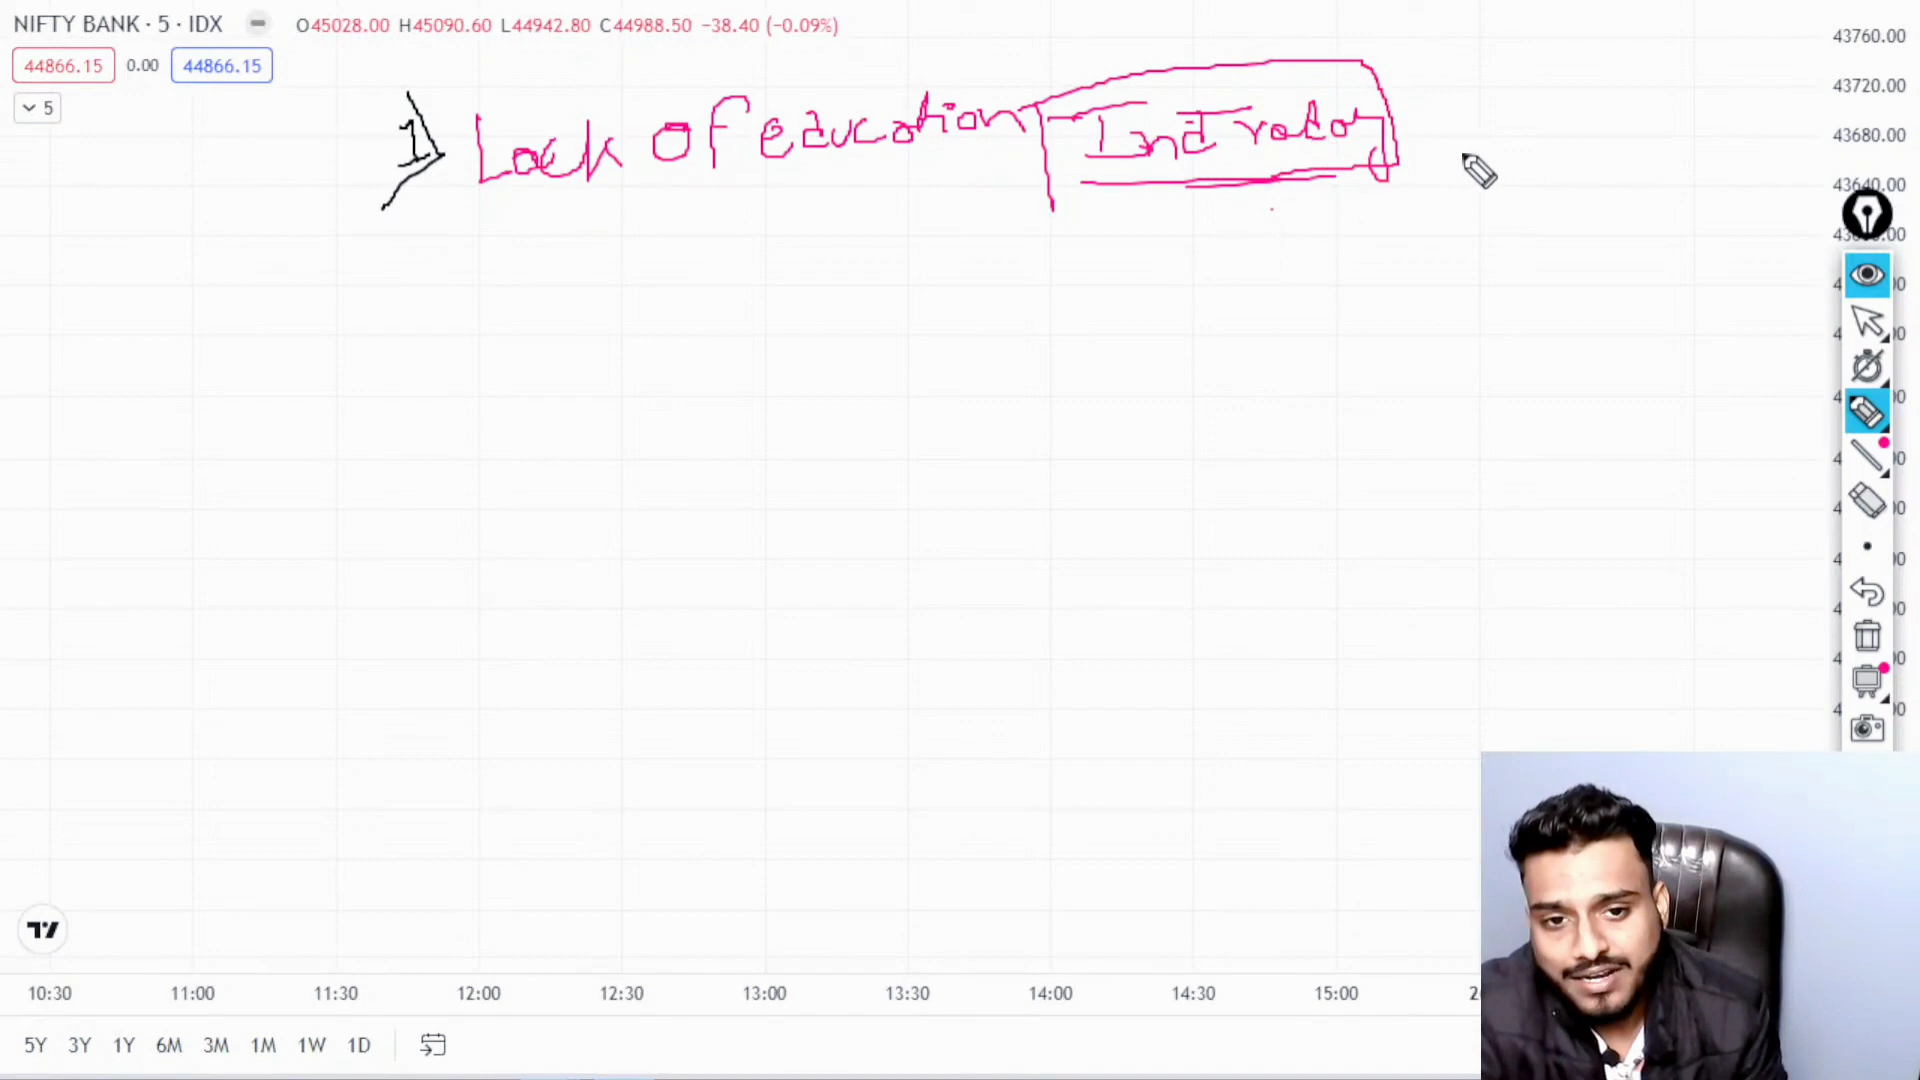 NIFTY BANK · 5 · IDX O45028.00 H45090.60 L44942.80 C44988.50 −38.40 (−0.09%)
44866.15 0.00 44866.15
5
1 Lack of education
43760.00
43720.00
43680.00
43640.00
10:30 11:00 11:30 12:00 12:30 13:00 13:30 14:00 14:30 15:00
5Y 3Y 1Y 6M 3M 1M 1W 1D